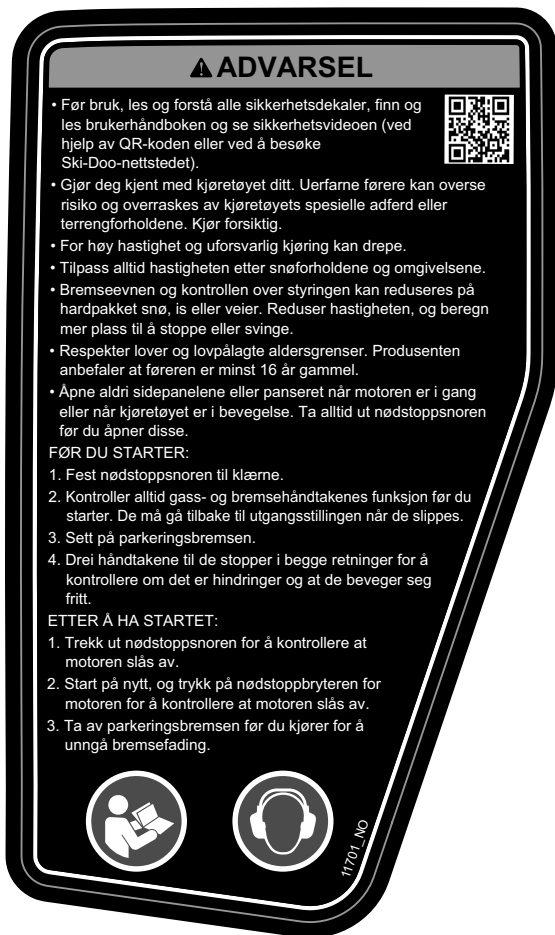 ADVARSEL
• Før bruk, les og forstå alle sikkerhetsdekaler, finn og
les brukerhåndboken og se sikkerhetsvideoen (ved
hjelp av QR-koden eller ved å besøke
Ski-Doo-nettstedet).
• Gjør deg kjent med kjøretøyet ditt. Uerfarne førere kan overse
risiko og overraskes av kjøretøyets spesielle adferd eller
terrengforholdene. Kjør forsiktig.
• For høy hastighet og uforsvarlig kjøring kan drepe.
• Tilpass alltid hastigheten etter snøforholdene og omgivelsene.
• Bremseevnen og kontrollen over styringen kan reduseres på
hardpakket snø, is eller veier. Reduser hastigheten, og beregn
mer plass til å stoppe eller svinge.
• Respekter lover og lovpålagte aldersgrenser. Produsenten
anbefaler at føreren er minst 16 år gammel.
• Åpne aldri sidepanelene eller panseret når motoren er i gang
eller når kjøretøyet er i bevegelse. Ta alltid ut nødstoppsnoren
før du åpner disse.
FØR DU STARTER:
1. Fest nødstoppsnoren til klærne.
2. Kontroller alltid gass- og bremsehåndtakenes funksjon før du
starter. De må gå tilbake til utgangsstillingen når de slippes.
3. Sett på parkeringsbremsen.
4. Drei håndtakene til de stopper i begge retninger for å
kontrollere om det er hindringer og at de beveger seg
fritt.
ETTER Å HA STARTET:
1. Trekk ut nødstoppsnoren for å kontrollere at
motoren slås av.
2. Start på nytt, og trykk på nødstoppbryteren for
motoren for å kontrollere at motoren slås av.
3. Ta av parkeringsbremsen før du kjører for å
unngå bremsefading.
11701_NO